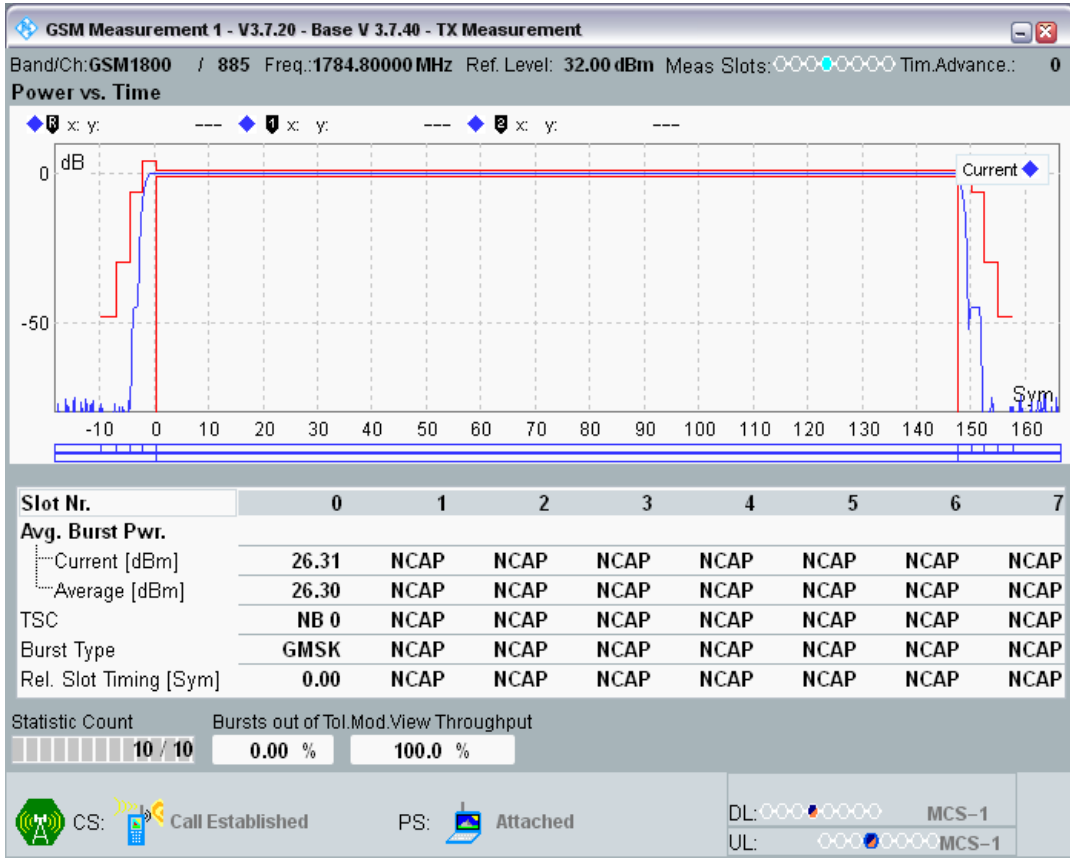 GSM Measurement 1 - V3.7.20 - Base V 3.7.40 - TX Measurement
Band/Ch:GSM1800 / 885 Freq.:1784.80000 MHz Ref. Level: 32.00 dBm Meas Slots: Tim.Advance.: 0
Power vs. Time
R x: y: --- 1 x: y: --- 2 x: y: ---
dB
Current
0
-50
Sym
-10 0 10 20 30 40 50 60 70 80 90 100 110 120 130 140 150 160
Slot Nr. 0 1 2 3 4 5 6 7
Avg. Burst Pwr.
Current [dBm] 26.31 NCAP NCAP NCAP NCAP NCAP NCAP NCAP
Average [dBm] 26.30 NCAP NCAP NCAP NCAP NCAP NCAP NCAP
TSC NB 0 NCAP NCAP NCAP NCAP NCAP NCAP NCAP
Burst Type GMSK NCAP NCAP NCAP NCAP NCAP NCAP NCAP
Rel. Slot Timing [Sym] 0.00 NCAP NCAP NCAP NCAP NCAP NCAP NCAP
Statistic Count Bursts out of Tol. Mod.View Throughput
10 / 10 0.00 % 100.0 %
CS: Call Established PS: Attached
DL: MCS-1
UL: MCS-1